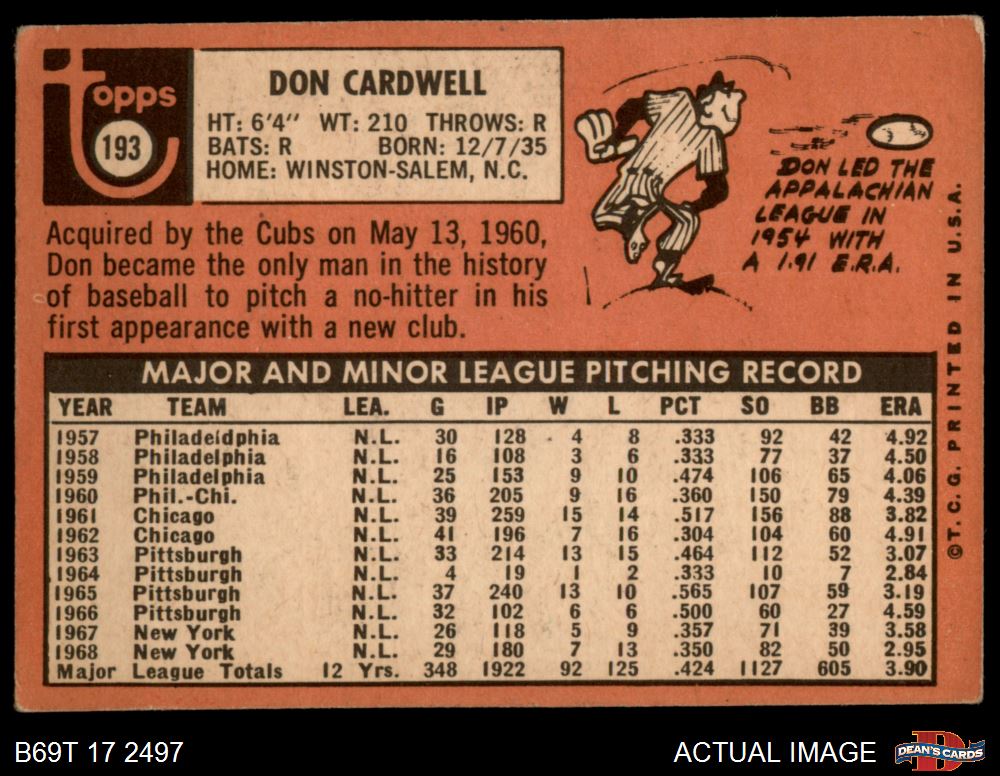 topps
193
DON CARDWELL
HT: 6'4" WT: 210 THROWS: R
BATS: R BORN: 12/7/35
HOME: WINSTON-SALEM, N.C.
Acquired by the Cubs on May 13, 1960,
Don became the only man in the history
of baseball to pitch a no-hitter in his
first appearance with a new club.
DON LED THE
APPALACHIAN
LEAGUE IN
1954 WITH
A 1.91 E.R.A.
MAJOR AND MINOR LEAGUE PITCHING RECORD
YEAR TEAM LEA. G IP W L PCT SO BB ERA
1957 Philadeldphia N.L. 30 128 4 8 .333 92 42 4.92
1958 Philadelphia N.L. 16 108 3 6 .333 77 37 4.50
1959 Philadelphia N.L. 25 153 9 10 .474 106 65 4.06
1960 Phil.-Chi. N.L. 36 205 9 16 .360 150 79 4.39
1961 Chicago N.L. 39 259 15 14 .517 156 88 3.82
1962 Chicago N.L. 41 196 7 16 .304 104 60 4.91
1963 Pittsburgh N.L. 33 214 13 15 .464 112 52 3.07
1964 Pittsburgh N.L. 4 19 1 2 .333 10 7 2.84
1965 Pittsburgh N.L. 37 240 13 10 .565 107 59 3.19
1966 Pittsburgh N.L. 32 102 6 6 .500 60 27 4.59
1967 New York N.L. 26 118 5 9 .357 71 39 3.58
1968 New York N.L. 29 180 7 13 .350 82 50 2.95
Major League Totals 12 Yrs. 348 1922 92 125 .424 1127 605 3.90
©T.C.G. PRINTED IN U.S.A.
B69T 17 2497
ACTUAL IMAGE
D
DEAN'S CARDS